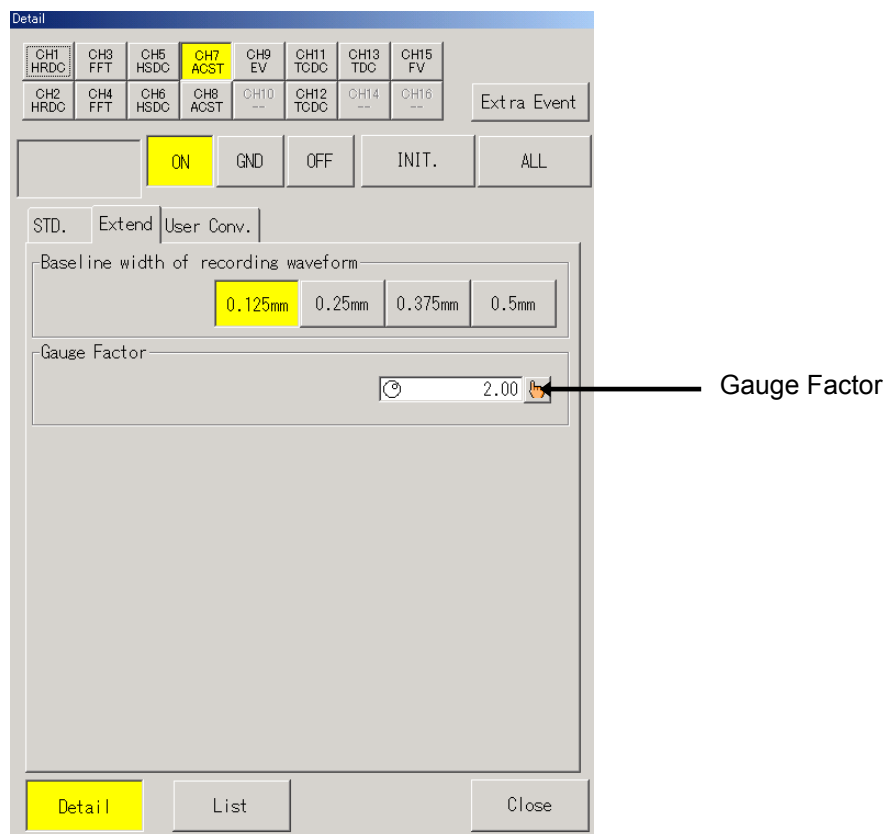 Detail
CH1 HRDC CH3 FFT CH5 HSDC CH7 ACST CH9 EV CH11 TCDC CH13 TDC CH15 FV
CH2 HRDC CH4 FFT CH6 HSDC CH8 ACST CH10 -- CH12 TCDC CH14 -- CH16 --
Extra Event
ON GND OFF INIT. ALL
STD. Extend User Conv.
Baseline width of recording waveform
0.125mm 0.25mm 0.375mm 0.5mm
Gauge Factor
2.00
Gauge Factor
Detail List Close